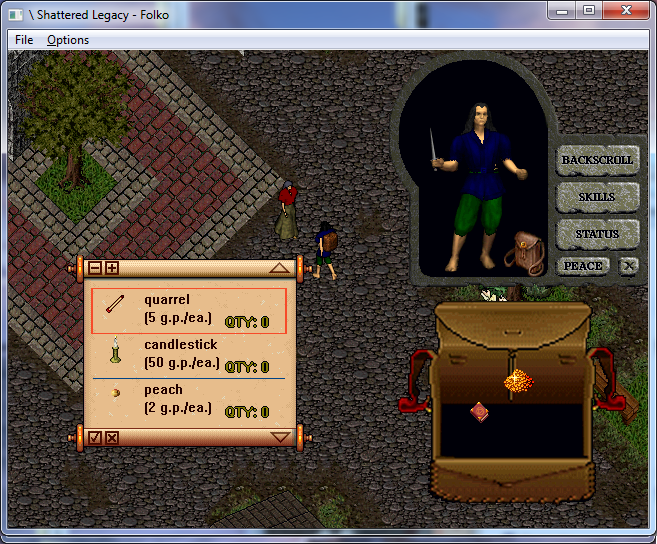 \ Shattered Legacy - Folko
File Options
BACKSCROLL
SKILLS
STATUS
PEACE X
quarrel
(5 g.p./ea.) QTY: 0
candlestick
(50 g.p./ea.) QTY: 0
peach
(2 g.p./ea.) QTY: 0